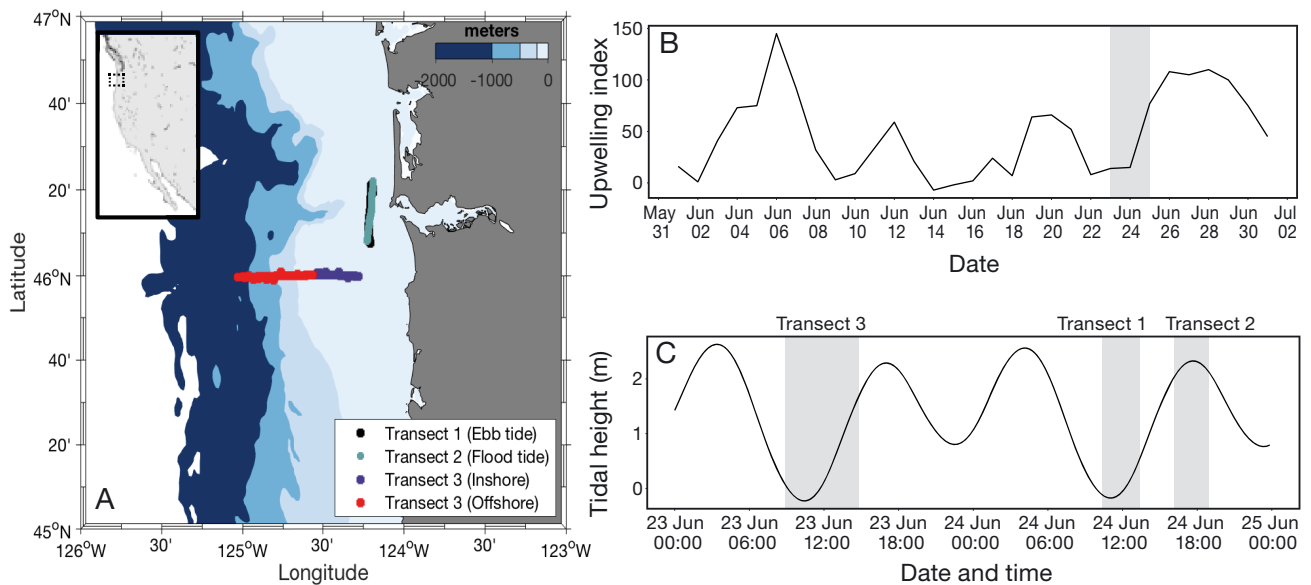 47°N
40'
20'
46°N
40'
20'
45°N
Latitude
126°W
30'
125°W
30'
124°W
30'
123°W
Longitude
meters
-2000
-1000
0
Transect 1 (Ebb tide)
Transect 2 (Flood tide)
Transect 3 (Inshore)
Transect 3 (Offshore)
A
B
150
100
50
0
Upwelling index
May 31
Jun 02
Jun 04
Jun 06
Jun 08
Jun 10
Jun 12
Jun 14
Jun 16
Jun 18
Jun 20
Jun 22
Jun 24
Jun 26
Jun 28
Jun 30
Jul 02
Date
Transect 3
Transect 1
Transect 2
C
2
1
0
Tidal height (m)
23 Jun 00:00
23 Jun 06:00
23 Jun 12:00
23 Jun 18:00
24 Jun 00:00
24 Jun 06:00
24 Jun 12:00
24 Jun 18:00
25 Jun 00:00
Date and time